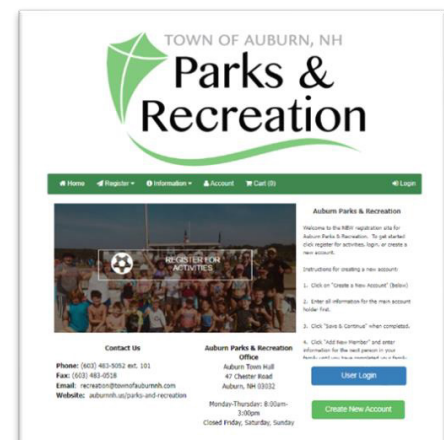 TOWN OF AUBURN, NH
Parks &
Recreation
Home
Register
Information
Account
Cart (0)
Login
REGISTER FOR
ACTIVITIES
Auburn Parks & Recreation
Welcome to the NEW registration site for
Auburn Parks & Recreation. To get started
click register for activities, login, or create a
new account.
Instructions for creating a new account:
1. Click on "Create a New Account" (below)
2. Enter all information for the main account
holder first.
3. Click "Save & Continue" when completed.
4. Click "Add New Member" and enter
information for the next person in your
family until you have completed
User Login
Create New Account
Contact Us
Phone: (603) 483-5052 ext. 101
Fax: (603) 483-0518
Email: recreation@townofauburnnh.com
Website: auburnnh.us/parks-and-recreation
Auburn Parks & Recreation
Office
Auburn Town Hall
47 Chester Road
Auburn, NH 03032
Monday-Thursday: 8:00am-
3:00pm
Closed Friday, Saturday, Sunday